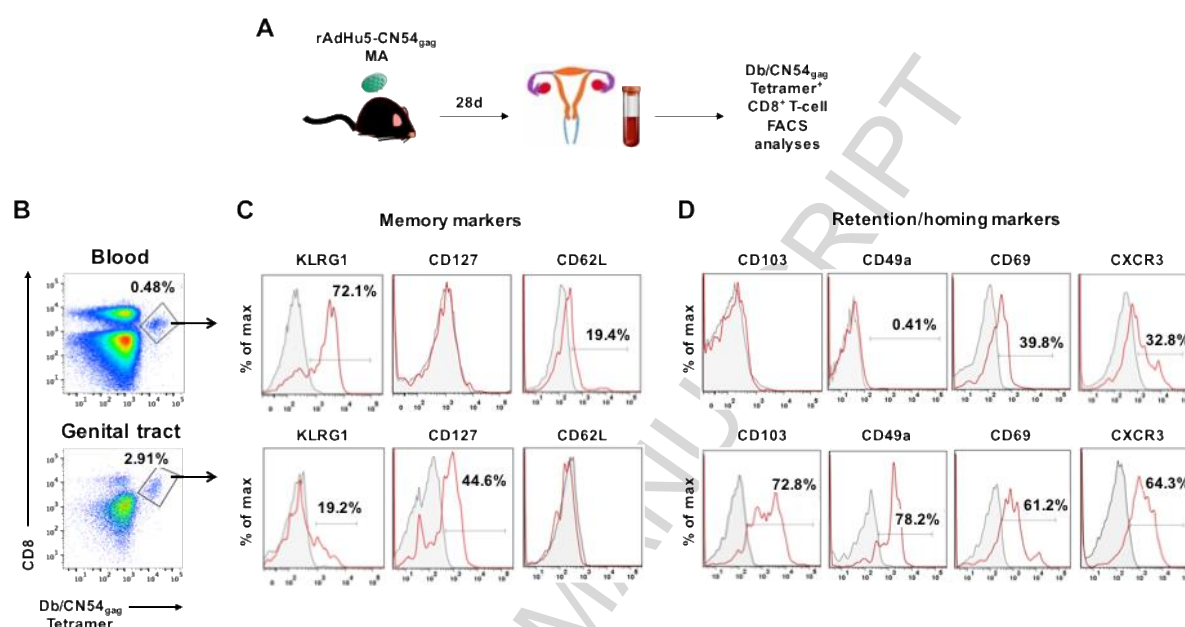 A
rAdHu5-CN54gag
MA
28d
Db/CN54gag
Tetramer+
CD8+ T-cell
FACS
analyses
B
Blood
0.48%
Genital tract
2.91%
CD8
Db/CN54gag
Tetramer
C
Memory markers
KLRG1 CD127 CD62L
72.1% 19.4%
% of max
KLRG1 CD127 CD62L
19.2% 44.6%
% of max
D
Retention/homing markers
CD103 CD49a CD69 CXCR3
0.41% 39.8% 32.8%
% of max
CD103 CD49a CD69 CXCR3
72.8% 78.2% 61.2% 64.3%
% of max